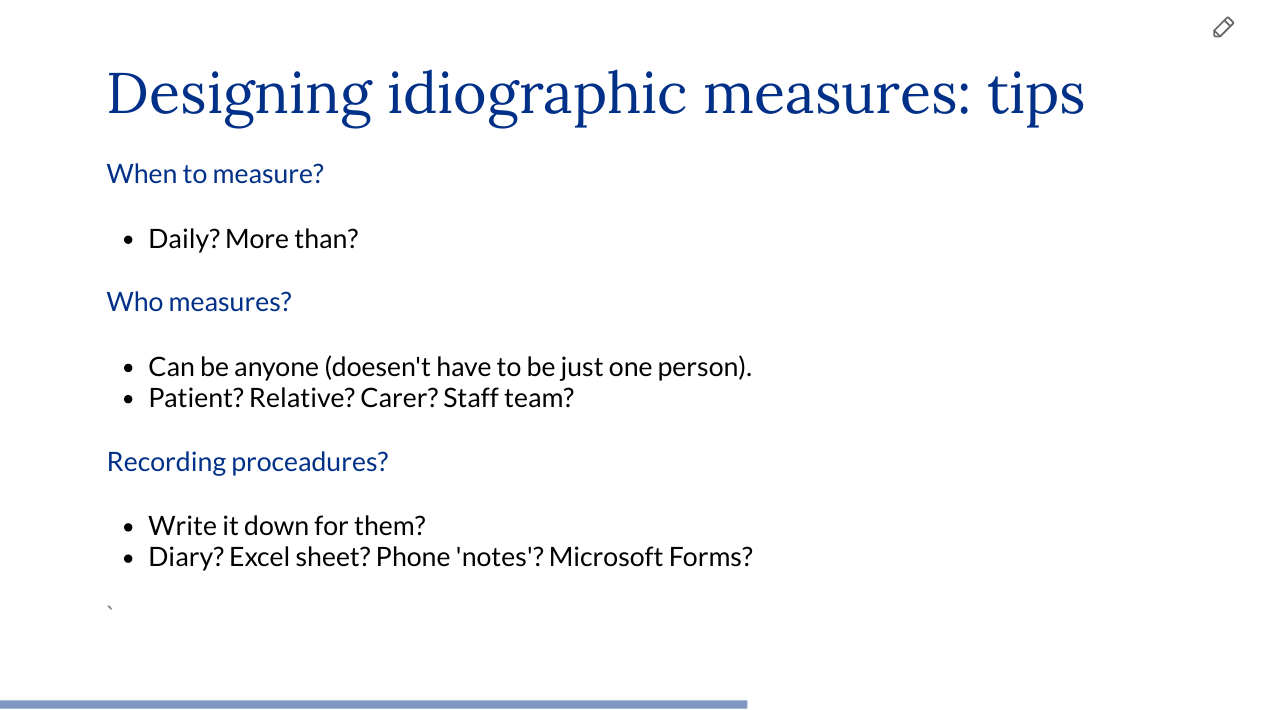 Designing idiographic measures: tips
When to measure?
• Daily? More than?
Who measures?
• Can be anyone (doesen't have to be just one person).
• Patient? Relative? Carer? Staff team?
Recording proceadures?
• Write it down for them?
• Diary? Excel sheet? Phone 'notes'? Microsoft Forms?
`